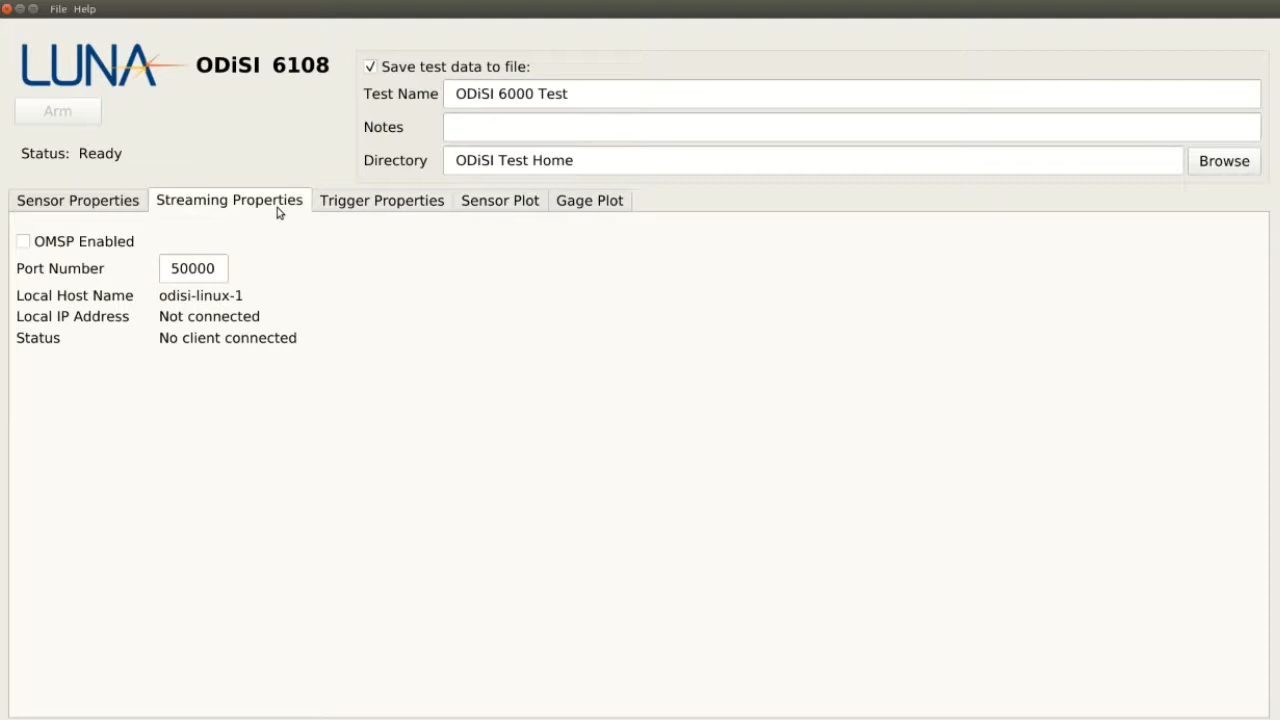 File Help
LUNA ODiSI 6108
Arm
Status: Ready
Save test data to file:
Test Name ODiSI 6000 Test
Notes
Directory ODiSI Test Home Browse
Sensor Properties Streaming Properties Trigger Properties Sensor Plot Gage Plot
OMSP Enabled
Port Number 50000
Local Host Name odisi-linux-1
Local IP Address Not connected
Status No client connected